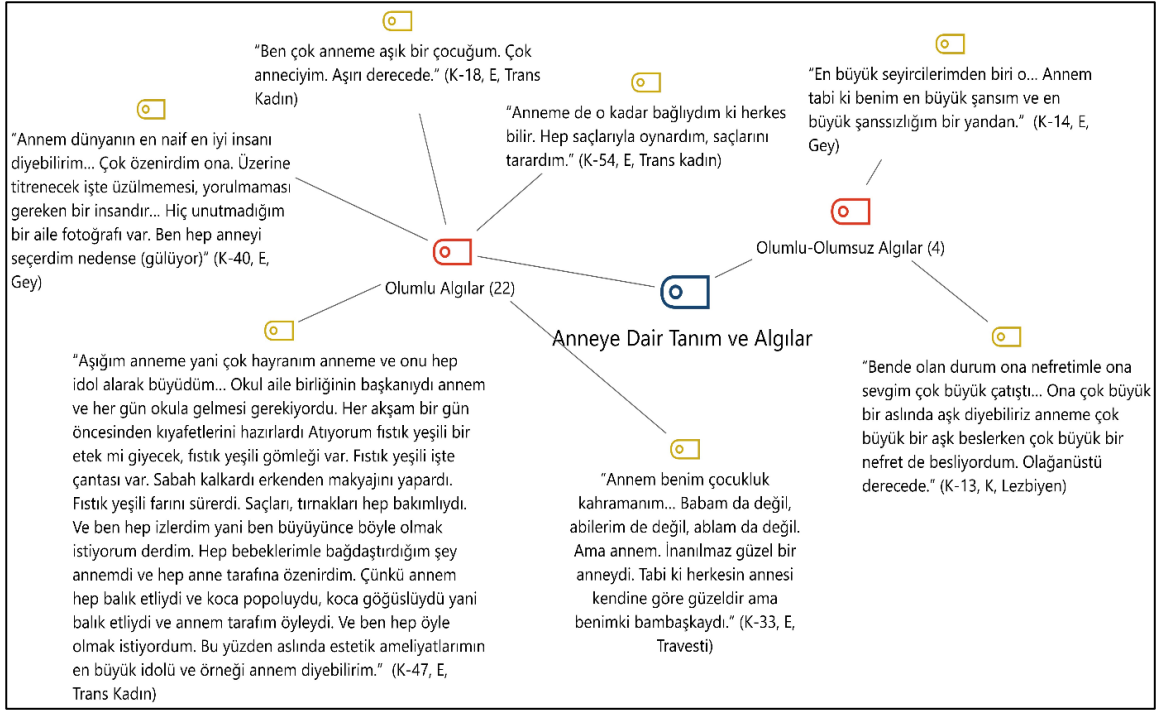 "Ben çok anneme aşık bir çocuğum. Çok
anneciyim. Aşırı derecede." (K-18, E, Trans
Kadın)
"En büyük seyircilerimden biri o... Annem
tabi ki benim en büyük şansım ve en
büyük şanssızlığım bir yandan." (K-14, E,
Gey)
"Anneme de o kadar bağlıydım ki herkes
bilir. Hep saçlarıyla oynardım, saçlarını
tarardım." (K-54, E, Trans kadın)
"Annem dünyanın en naif en iyi insanı
diyebilirim... Çok özenirdim ona. Üzerine
titrenecek işte üzülmemesi, yorulmaması
gereken bir insandır... Hiç unutmadığım
bir aile fotoğrafı var. Ben hep anneyi
seçerdim nedense (gülüyor)" (K-40, E,
Gey)
Olumlu Algılar (22)
Olumlu-Olumsuz Algılar (4)
Anneye Dair Tanım ve Algılar
"Aşığım anneme yani çok hayranım anneme ve onu hep
idol alarak büyüdüm... Okul aile birliğinin başkanıydı annem
ve her gün okula gelmesi gerekiyordu. Her akşam bir gün
öncesinden kıyafetlerini hazırlardı Atıyorum fıstık yeşili bir
etek mi giyecek, fıstık yeşili gömleği var. Fıstık yeşili işte
çantası var. Sabah kalkardı erkenden makyajını yapardı.
Fıstık yeşili farını sürerdi. Saçları, tırnakları hep bakımlıydı.
Ve ben hep izlerdim yani ben büyüyünce böyle olmak
istiyorum derdim. Hep bebeklerimle bağdaştırdığım şey
annemdi ve hep anne tarafına özenirdim. Çünkü annem
hep balık etliydi ve koca popoluydu, koca göğüslüydü yani
balık etliydi ve annem tarafım öyleydi. Ve ben hep öyle
olmak istiyordum. Bu yüzden aslında estetik ameliyatlarımın
en büyük idolü ve örneği annem diyebilirim." (K-47, E,
Trans Kadın)
"Annem benim çocukluk
kahramanım... Babam da değil,
abilerim de değil, ablam da değil.
Ama annem. İnanılmaz güzel bir
anneydi. Tabi ki herkesin annesi
kendine göre güzeldir ama
benimki bambaşkaydı." (K-33, E,
Travesti)
"Bende olan durum ona nefretimle ona
sevgim çok büyük çatıştı... Ona çok büyük
bir aslında aşk diyebiliriz anneme çok
büyük bir aşk beslerken çok büyük bir
nefret de besliyordum. Olağanüstü
derecede." (K-13, K, Lezbiyen)